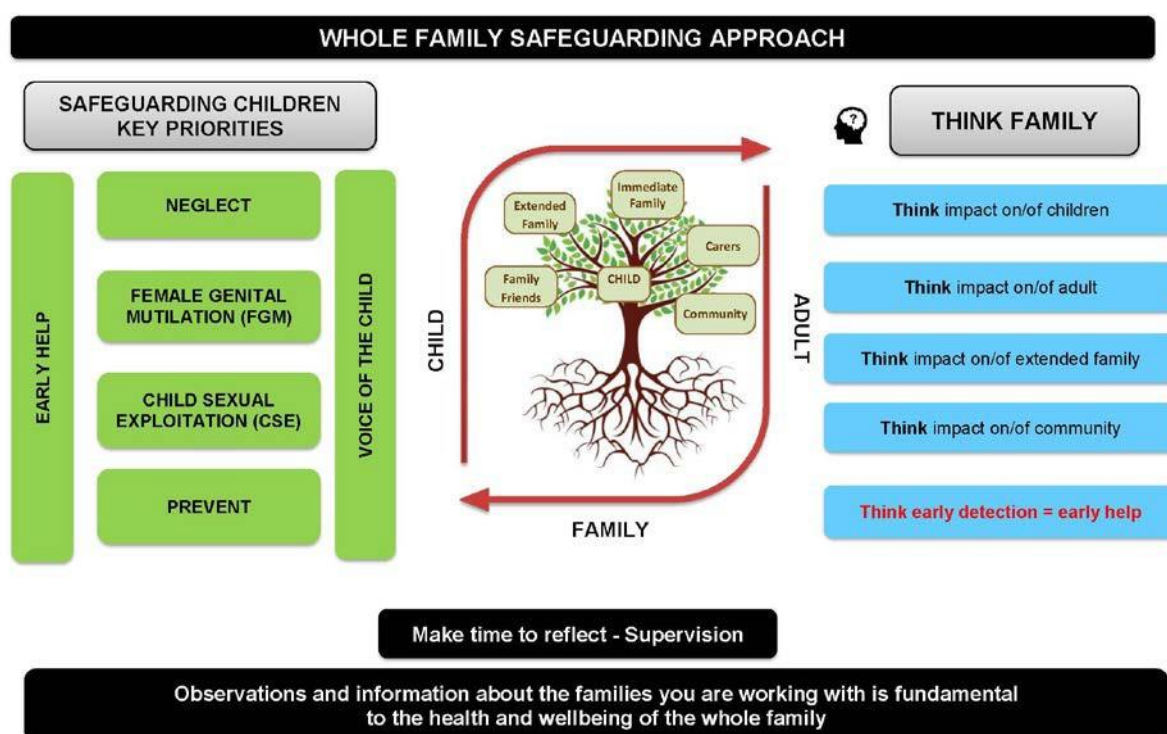 WHOLE FAMILY SAFEGUARDING APPROACH
SAFEGUARDING CHILDREN
KEY PRIORITIES
EARLY HELP
NEGLECT
FEMALE GENITAL
MUTILATION (FGM)
CHILD SEXUAL
EXPLOITATION (CSE)
PREVENT
VOICE OF THE CHILD
CHILD
Immediate
Family
Extended
Family
Carers
Family
Friends
CHILD
Community
ADULT
FAMILY
?
THINK FAMILY
Think impact on/of children
Think impact on/of adult
Think impact on/of extended family
Think impact on/of community
Think early detection = early help
Make time to reflect - Supervision
Observations and information about the families you are working with is fundamental
to the health and wellbeing of the whole family